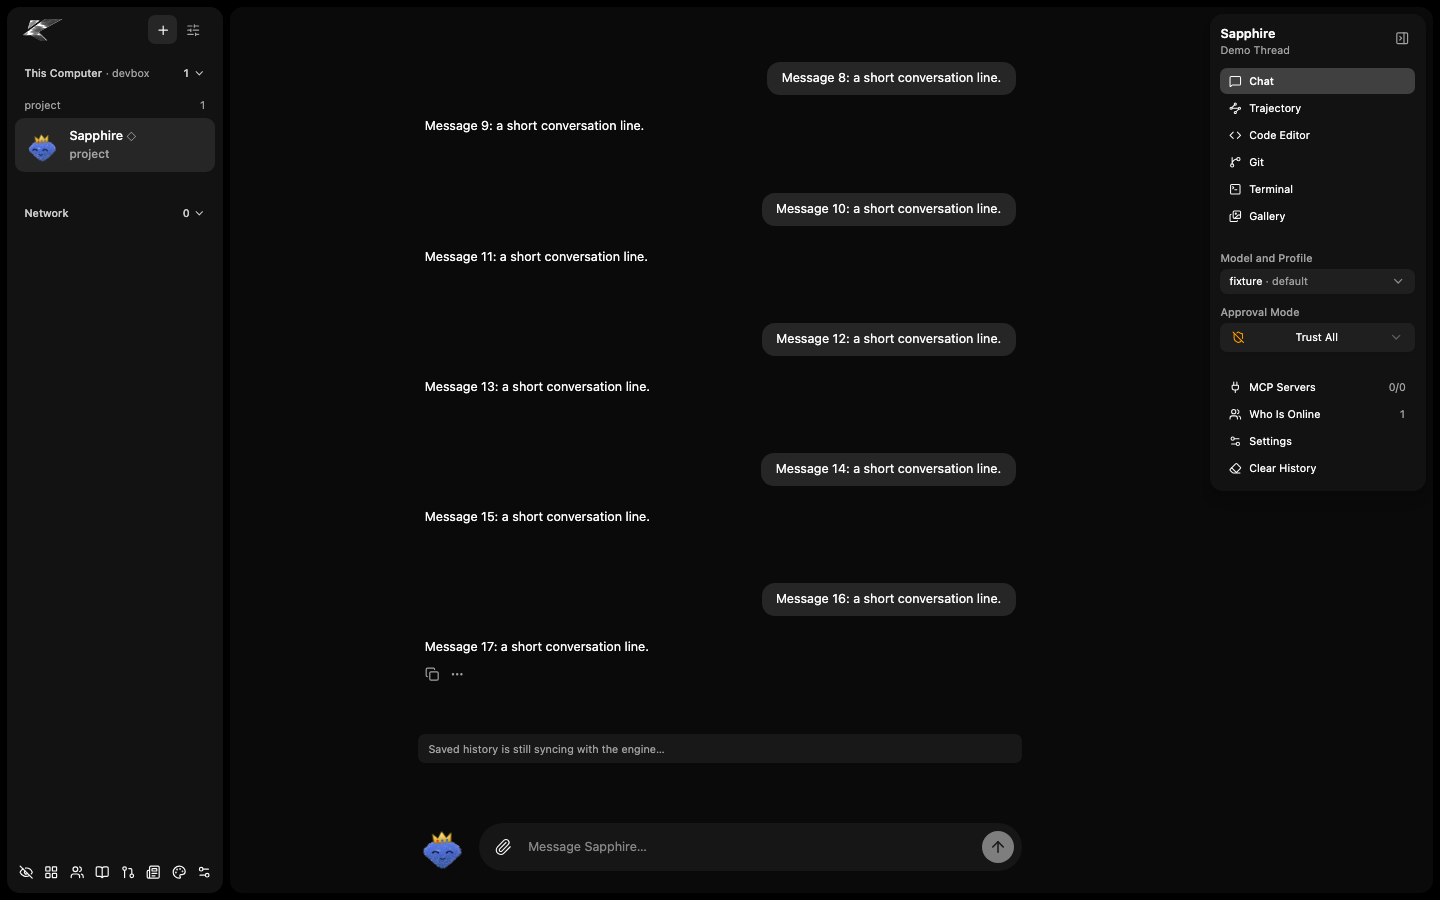 This Computer · devbox 1
project 1
Sapphire
project
Network 0
Message 8: a short conversation line.
Message 9: a short conversation line.
Message 10: a short conversation line.
Message 11: a short conversation line.
Message 12: a short conversation line.
Message 13: a short conversation line.
Message 14: a short conversation line.
Message 15: a short conversation line.
Message 16: a short conversation line.
Message 17: a short conversation line.
Saved history is still syncing with the engine…
Message Sapphire…
Sapphire
Demo Thread
Chat
Trajectory
Code Editor
Git
Terminal
Gallery
Model and Profile
fixture · default
Approval Mode
Trust All
MCP Servers 0/0
Who Is Online 1
Settings
Clear History